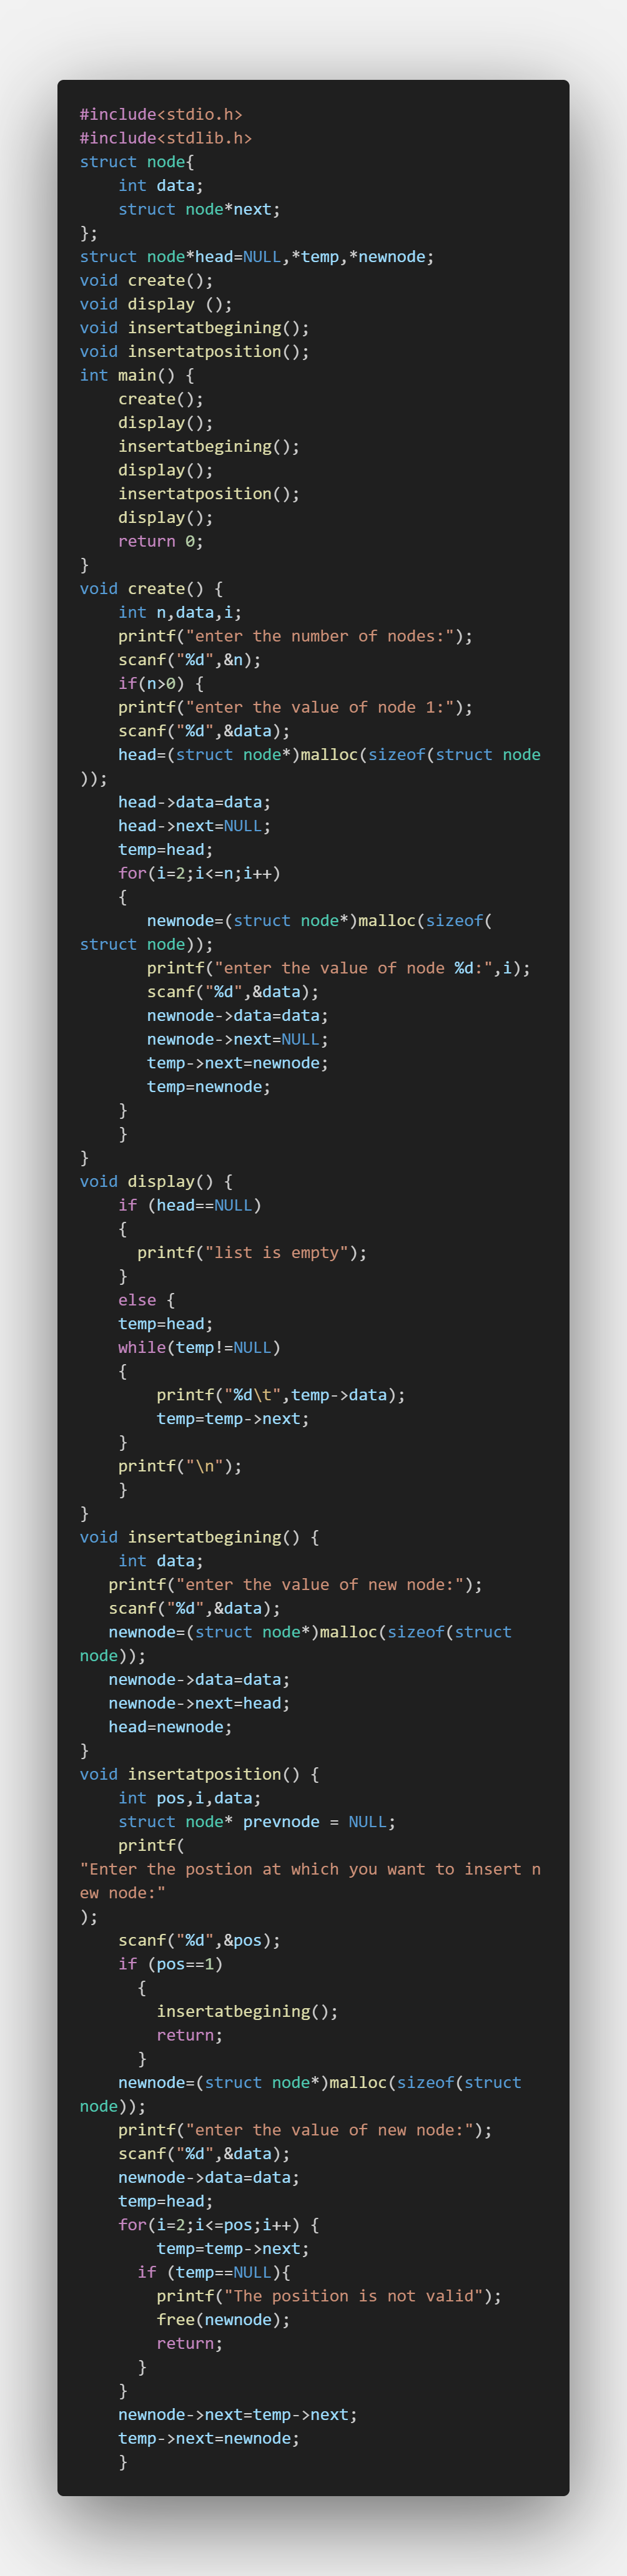 #include<stdio.h>
#include<stdlib.h>
struct node{
    int data;
    struct node*next;
};
struct node*head=NULL,*temp,*newnode;
void create();
void display ();
void insertatbegining();
void insertatposition();
int main() {
    create();
    display();
    insertatbegining();
    display();
    insertatposition();
    display();
    return 0;
}
void create() {
    int n,data,i;
    printf("enter the number of nodes:");
    scanf("%d",&n);
    if(n>0) {
    printf("enter the value of node 1:");
    scanf("%d",&data);
    head=(struct node*)malloc(sizeof(struct node
));
    head->data=data;
    head->next=NULL;
    temp=head;
    for(i=2;i<=n;i++)
    {
       newnode=(struct node*)malloc(sizeof(
struct node));
       printf("enter the value of node %d:",i);
       scanf("%d",&data);
       newnode->data=data;
       newnode->next=NULL;
       temp->next=newnode;
       temp=newnode;
    }
    }
}
void display() {
    if (head==NULL)
    {
      printf("list is empty");
    }
    else {
    temp=head;
    while(temp!=NULL)
    {
        printf("%d\t",temp->data);
        temp=temp->next;
    }
    printf("\n");
    }
}
void insertatbegining() {
    int data;
   printf("enter the value of new node:");
   scanf("%d",&data);
   newnode=(struct node*)malloc(sizeof(struct
node));
   newnode->data=data;
   newnode->next=head;
   head=newnode;
}
void insertatposition() {
    int pos,i,data;
    struct node* prevnode = NULL;
    printf(
"Enter the postion at which you want to insert n
ew node:"
);
    scanf("%d",&pos);
    if (pos==1)
      {
        insertatbegining();
        return;
      }
    newnode=(struct node*)malloc(sizeof(struct
node));
    printf("enter the value of new node:");
    scanf("%d",&data);
    newnode->data=data;
    temp=head;
    for(i=2;i<=pos;i++) {
        temp=temp->next;
      if (temp==NULL){
        printf("The position is not valid");
        free(newnode);
        return;
      }
    }
    newnode->next=temp->next;
    temp->next=newnode;
    }